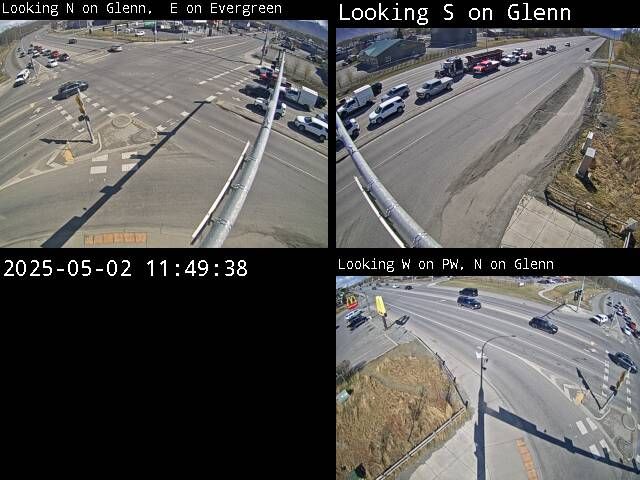 Looking N on Glenn,  E on Evergreen
Looking S on Glenn
2025-05-02 11:49:38
Looking W on PW, N on Glenn